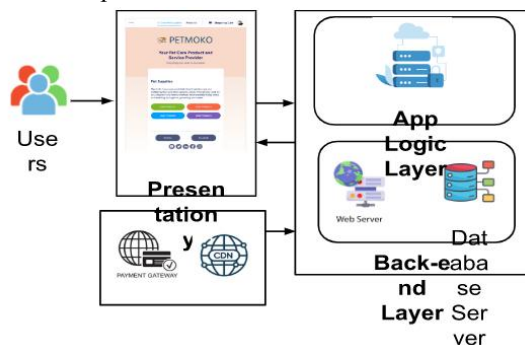 PETMOKO
Your Pet Care Product and
Service Provider
Pet Supplies
Use
rs
Presen
tation
y
App
Logic
Layer
Web Server
Back-e
nd
Layer
Dat
aba
se
Ser
ver
PAYMENT GATEWAY
CDN